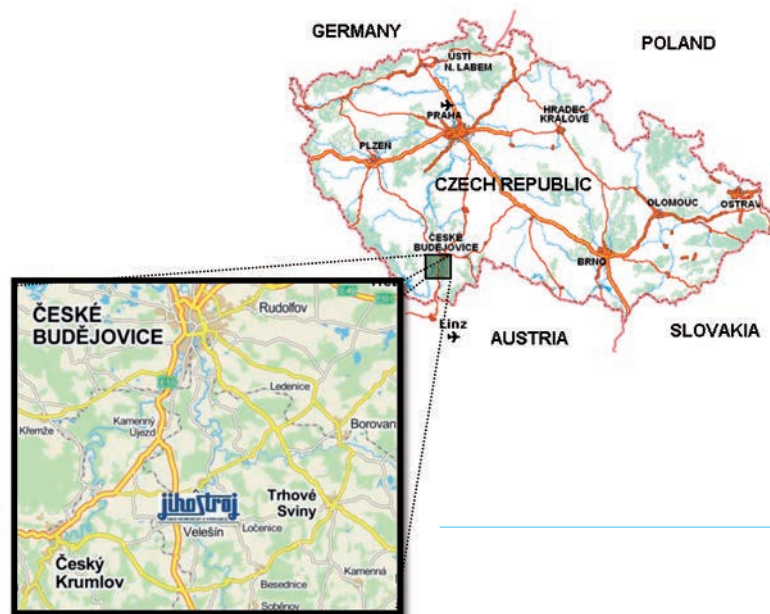 GERMANY
POLAND
ÚSTÍ
N. LABEM
PRAHA
HRADEC
KRÁLOVÉ
PLZEŇ
CZECH REPUBLIC
OLOMOUC
OSTRAV
ČESKÉ
BUDĚJOVICE
BRNO
Linz
AUSTRIA
SLOVAKIA
ČESKÉ
BUDĚJOVICE
Rudolfov
E55
Ledenice
Kamenný
Újezd
Borovan
Křemže
jihostroj
Trhové
Sviny
Velešín
Ločenice
Český
Krumlov
Besednice
Kamenná
Soběnov